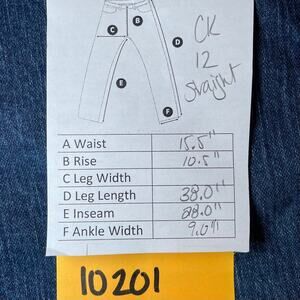 CK
12
straight
B
C
D
E
F
A Waist 15.5"
B Rise 10.5"
C Leg Width
D Leg Length 38.0"
E Inseam 28.0"
F Ankle Width 9.0"
10201